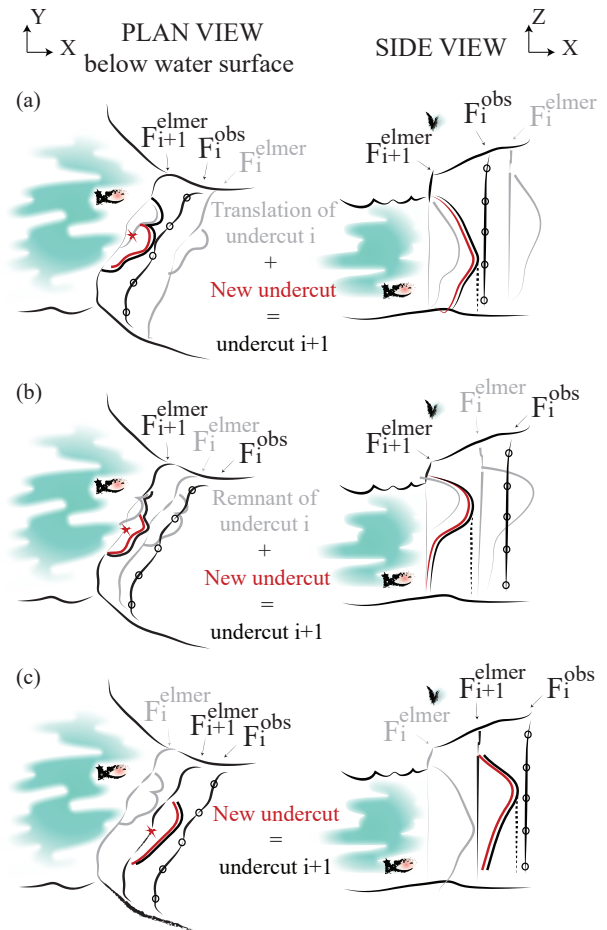 Y
X
PLAN VIEW
below water surface
SIDE VIEW
Z
X
(a)
F_{i+1}^{elmer}
F_i^{obs}
F_i^{elmer}
Translation of
undercut i
+
New undercut
=
undercut i+1
F_{i+1}^{elmer}
F_i^{obs}
F_i^{elmer}
(b)
F_{i+1}^{elmer}
F_i^{elmer}
F_i^{obs}
Remnant of
undercut i
+
New undercut
=
undercut i+1
F_{i+1}^{elmer}
F_i^{elmer}
F_i^{obs}
(c)
F_i^{elmer}
F_{i+1}^{elmer}
F_i^{obs}
New undercut
=
undercut i+1
F_i^{elmer}
F_{i+1}^{elmer}
F_i^{obs}